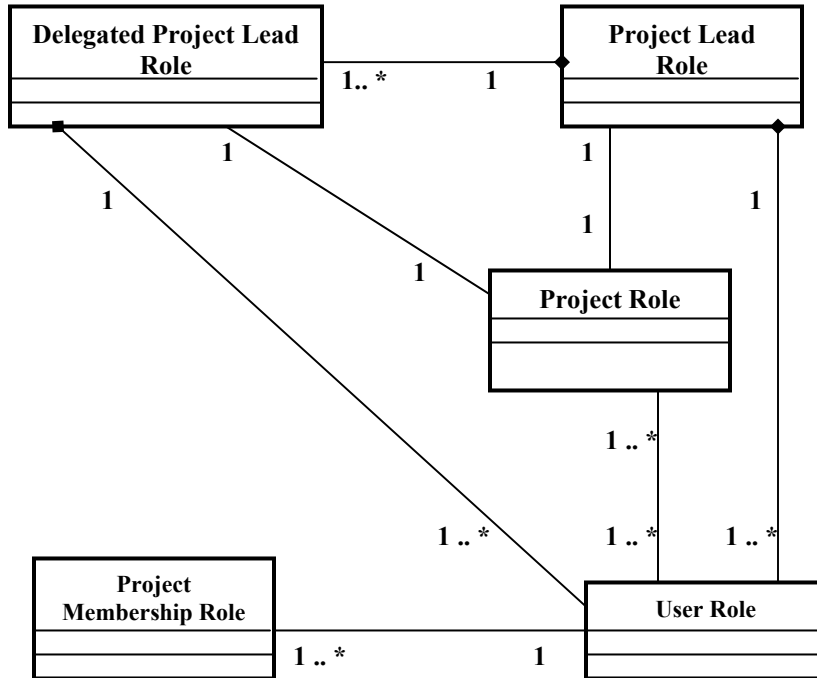 Delegated Project Lead
Role
Project Lead
Role
1.. *
1
1
1
1
1
1
1
Project Role
1 .. *
1 .. *
1 .. *
1 .. *
Project
Membership Role
User Role
1 .. *
1